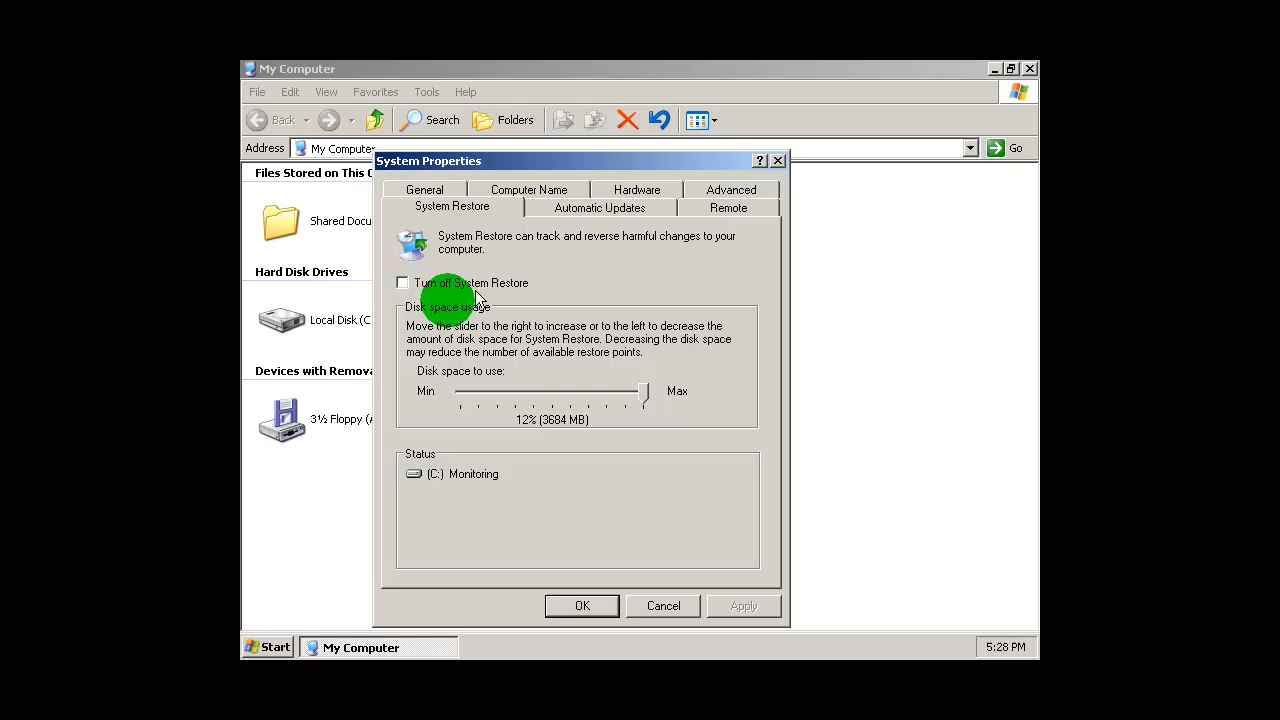 My Computer
File Edit View Favorites Tools Help
Back Search Folders
Address My Computer Go
Files Stored on This C
Shared Docu
Hard Disk Drives
Local Disk (C
Devices with Remova
3½ Floppy (A
System Properties
General Computer Name Hardware Advanced
System Restore Automatic Updates Remote
System Restore can track and reverse harmful changes to your
computer.
Turn off System Restore
Disk space usage
Move the slider to the right to increase or to the left to decrease the
amount of disk space for System Restore. Decreasing the disk space
may reduce the number of available restore points.
Disk space to use:
Min Max
12% (3684 MB)
Status
(C:) Monitoring
OK Cancel Apply
Start My Computer 5:28 PM